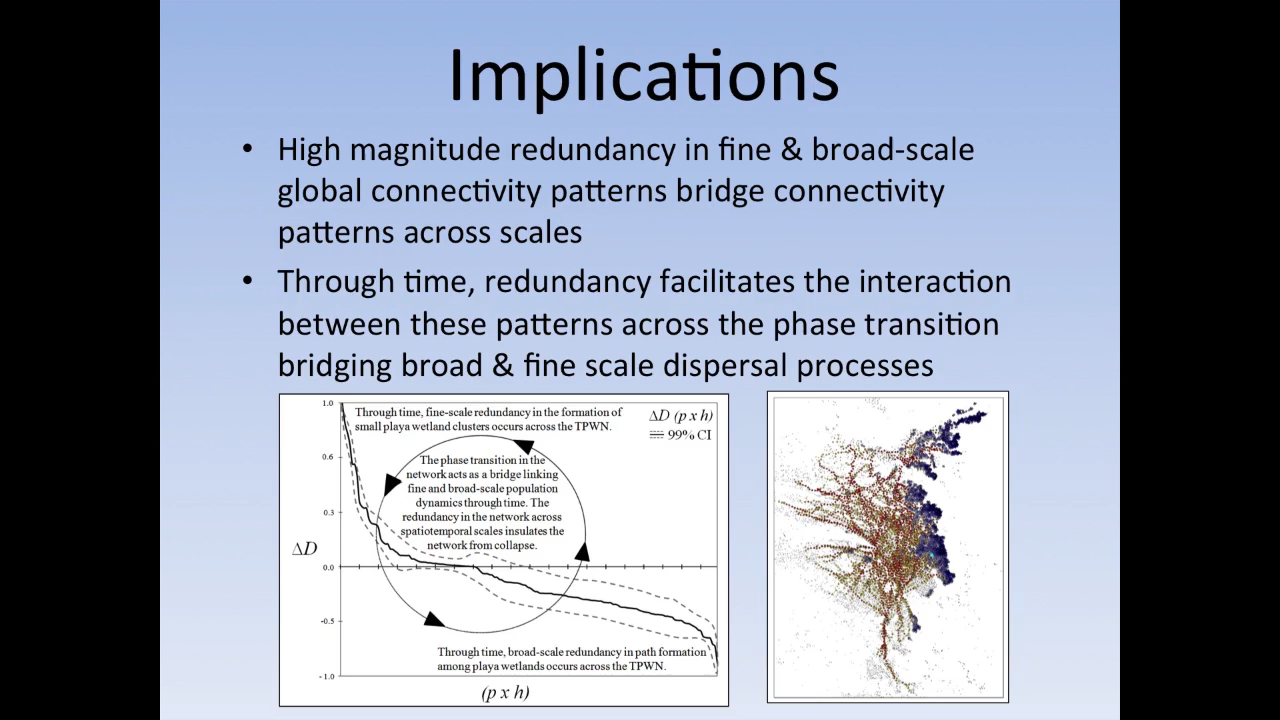 Implications
• High magnitude redundancy in fine & broad-scale
global connectivity patterns bridge connectivity
patterns across scales
• Through time, redundancy facilitates the interaction
between these patterns across the phase transition
bridging broad & fine scale dispersal processes
1.0
0.6
0.3
0.0
-0.5
-1.0
ΔD
Through time, fine-scale redundancy in the formation of
small playa wetland clusters occurs across the TPWN.
ΔD (p x h)
99% CI
The phase transition in the
network acts as a bridge linking
fine and broad-scale population
dynamics through time. The
redundancy in the network across
spatiotemporal scales insulates the
network from collapse.
Through time, broad-scale redundancy in path formation
among playa wetlands occurs across the TPWN.
(p x h)